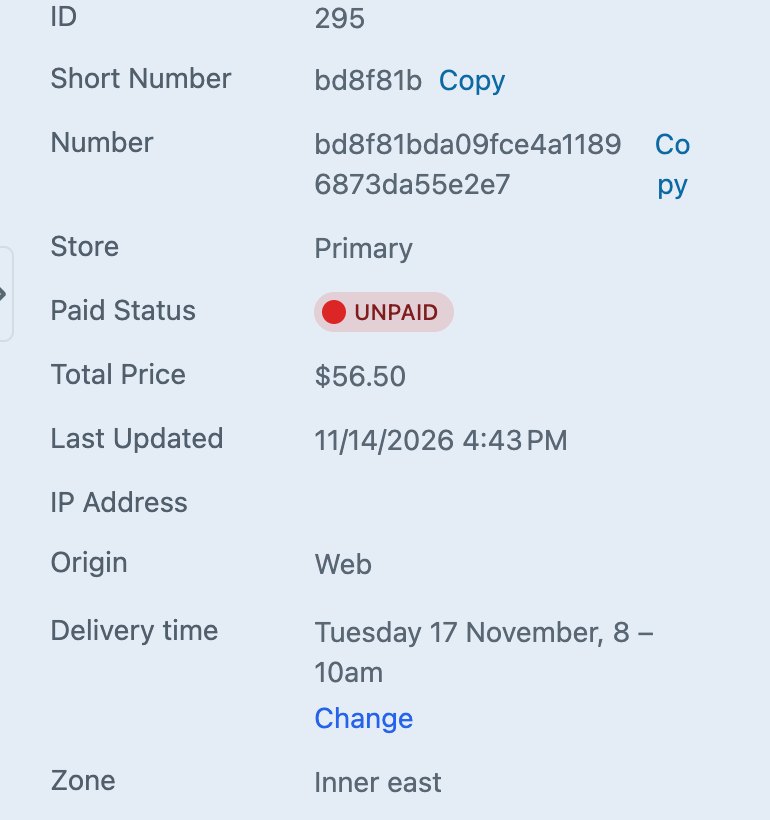 ID 295
Short Number bd8f81b Copy
Number bd8f81bda09fce4a1189 Co
6873da55e2e7 py
Store Primary
Paid Status UNPAID
Total Price $56.50
Last Updated 11/14/2026 4:43 PM
IP Address
Origin Web
Delivery time Tuesday 17 November, 8 –
10am
Change
Zone Inner east